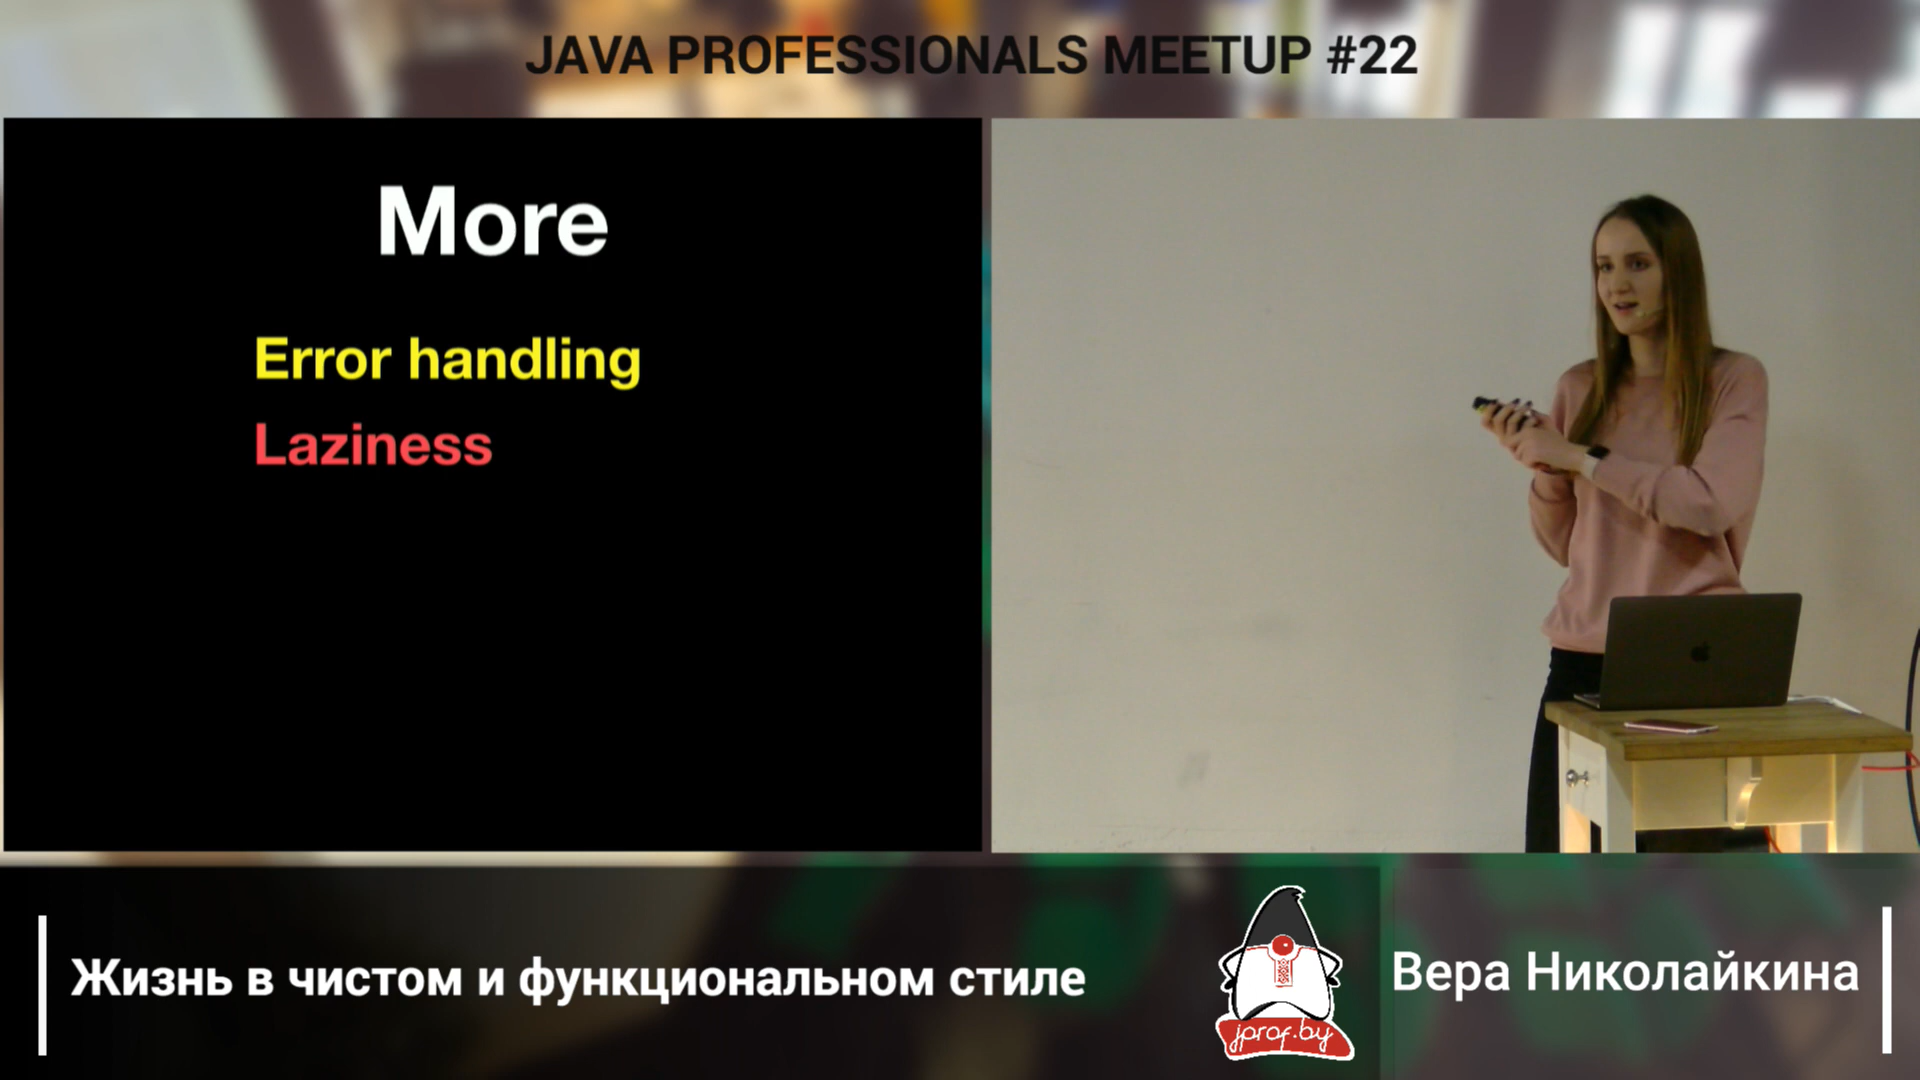 JAVA PROFESSIONALS MEETUP #22
More
Error handling
Laziness
Жизнь в чистом и функциональном стиле
jprof.by
Вера Николайкина